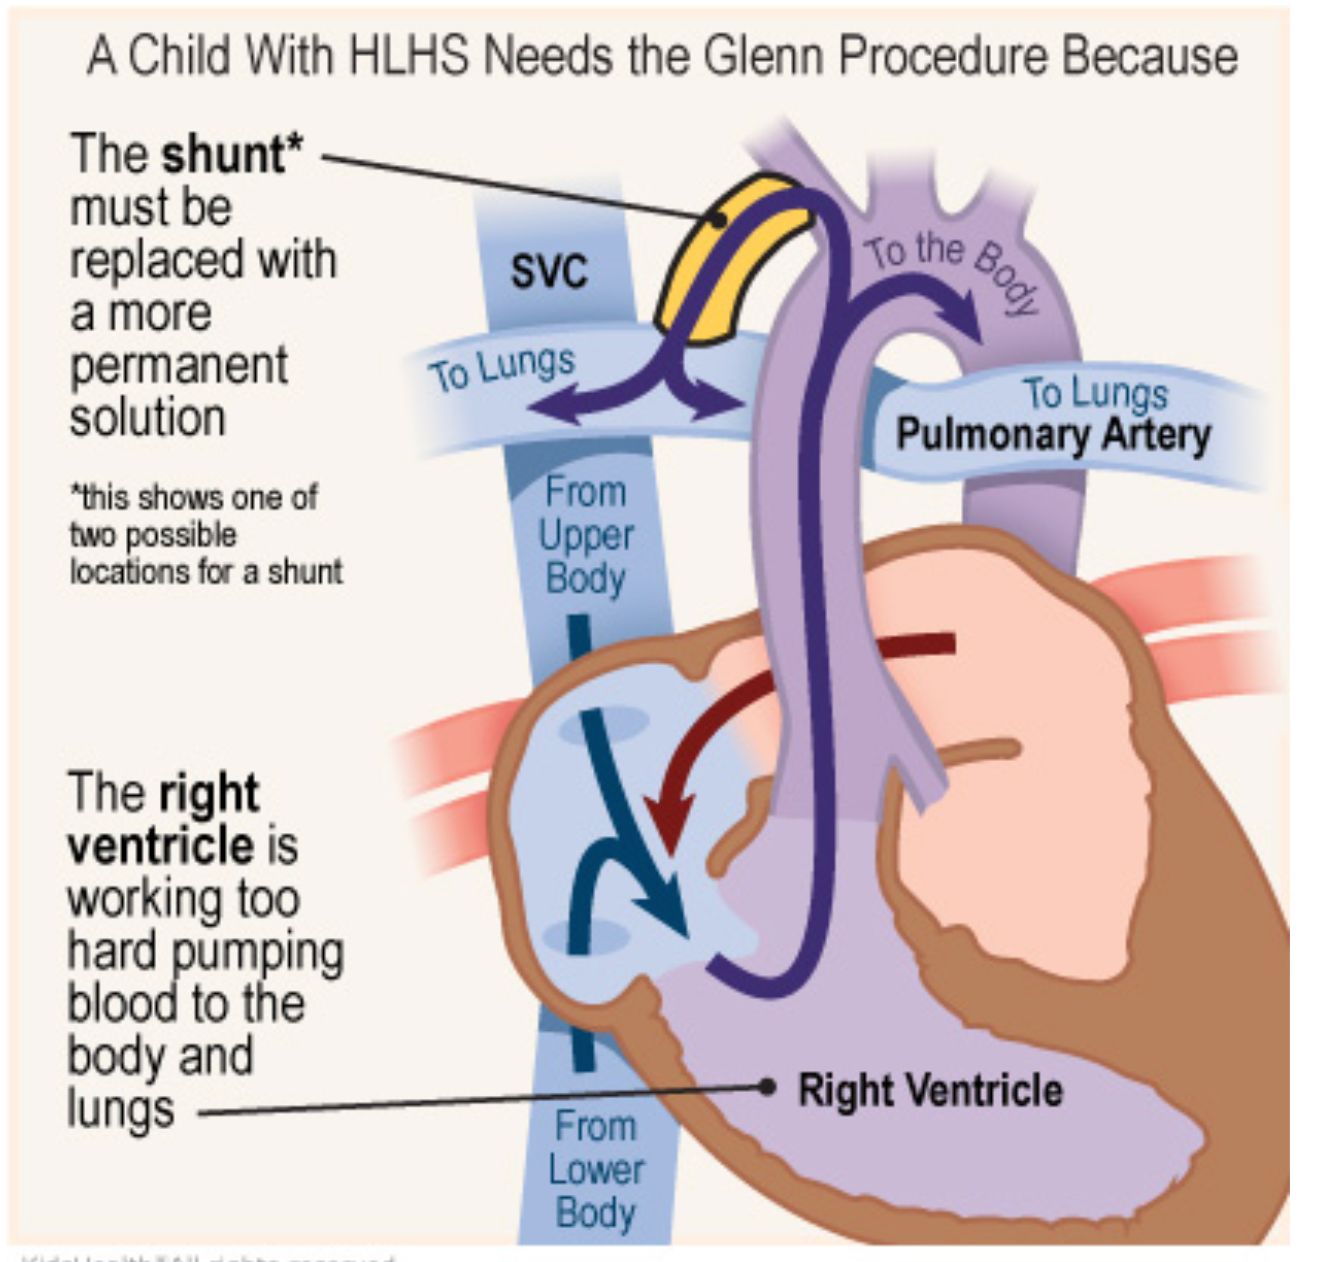 A Child With HLHS Needs the Glenn Procedure Because
The shunt*
must be
replaced with
a more
permanent
solution
*this shows one of
two possible
locations for a shunt
The right
ventricle is
working too
hard pumping
blood to the
body and
lungs
SVC
To the Body
To Lungs
To Lungs
Pulmonary Artery
From
Upper
Body
Right Ventricle
From
Lower
Body